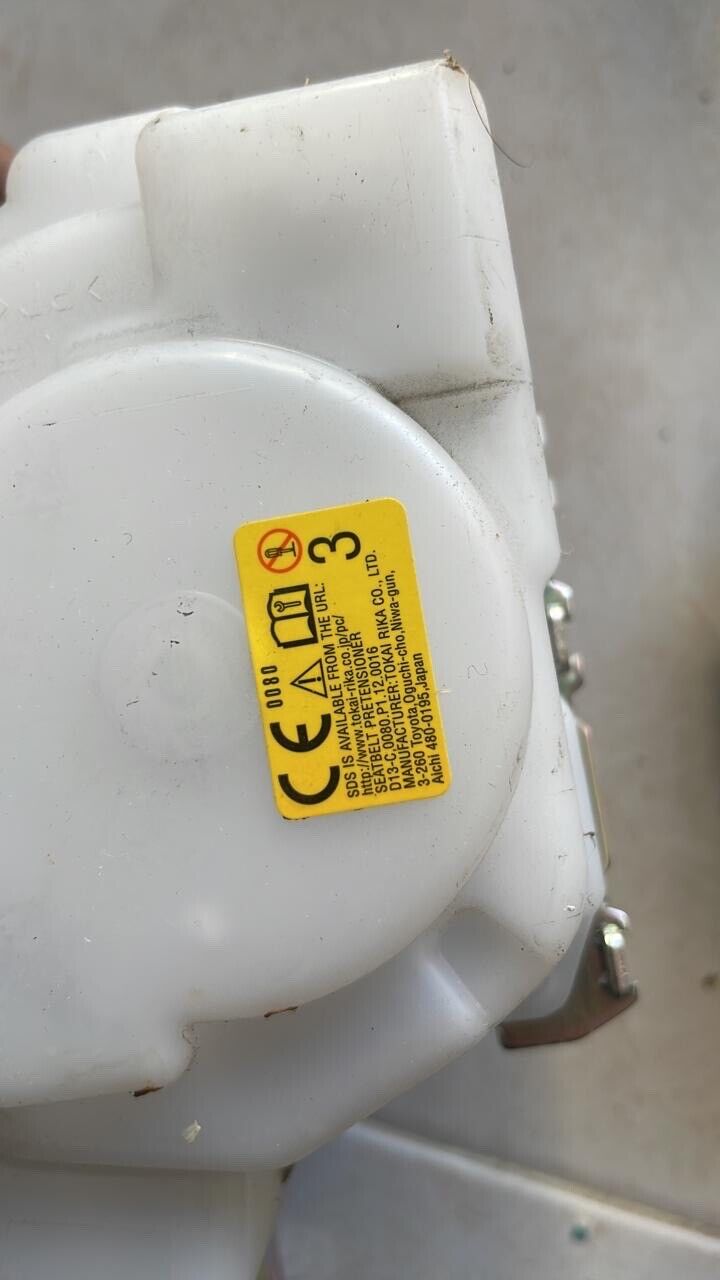 CE 0080
3
SDS IS AVAILABLE FROM THE URL:
http://www.tokai-rika.co.jp/pc/
SEATBELT PRETENSIONER
D13-C,0080.P1.12.0016
MANUFACTURER:TOKAI RIKA CO., LTD.
3-260 Toyota,Oguchi-cho,Niwa-gun,
Aichi 480-0195,Japan
2